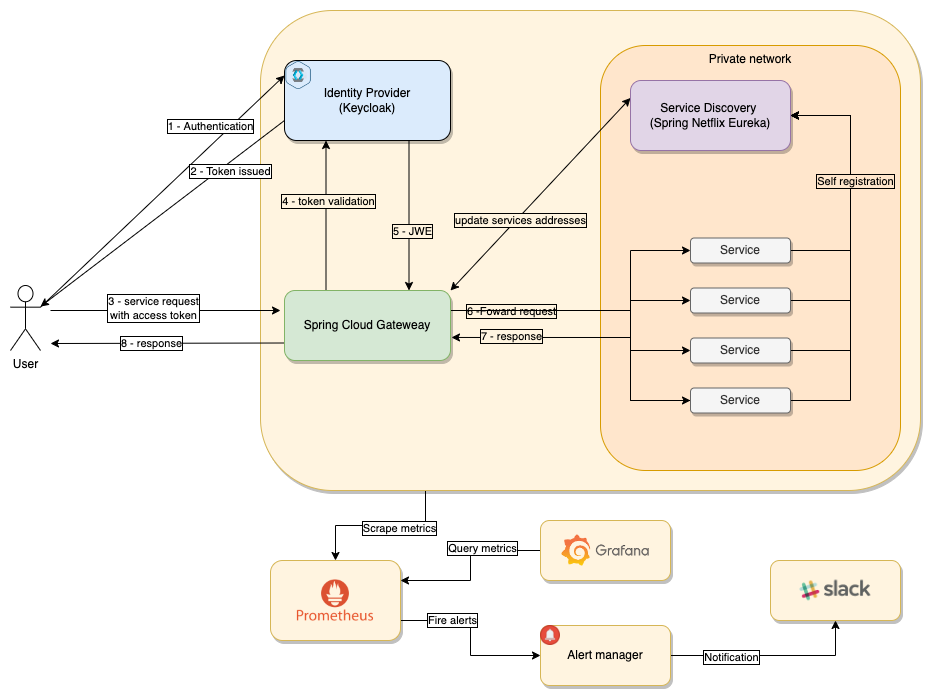 Private network
Identity Provider
(Keycloak)
Service Discovery
(Spring Netflix Eureka)
1 - Authentication
2 - Token issued
Self registration
4 - token validation
update services addresses
5 - JWE
Service
Service
Service
Service
3 - service request
with access token
Spring Cloud Gateweay
6 -Foward request
7 - response
8 - response
User
Scrape metrics
Query metrics
Grafana
Prometheus
slack
Fire alerts
Alert manager
Notification